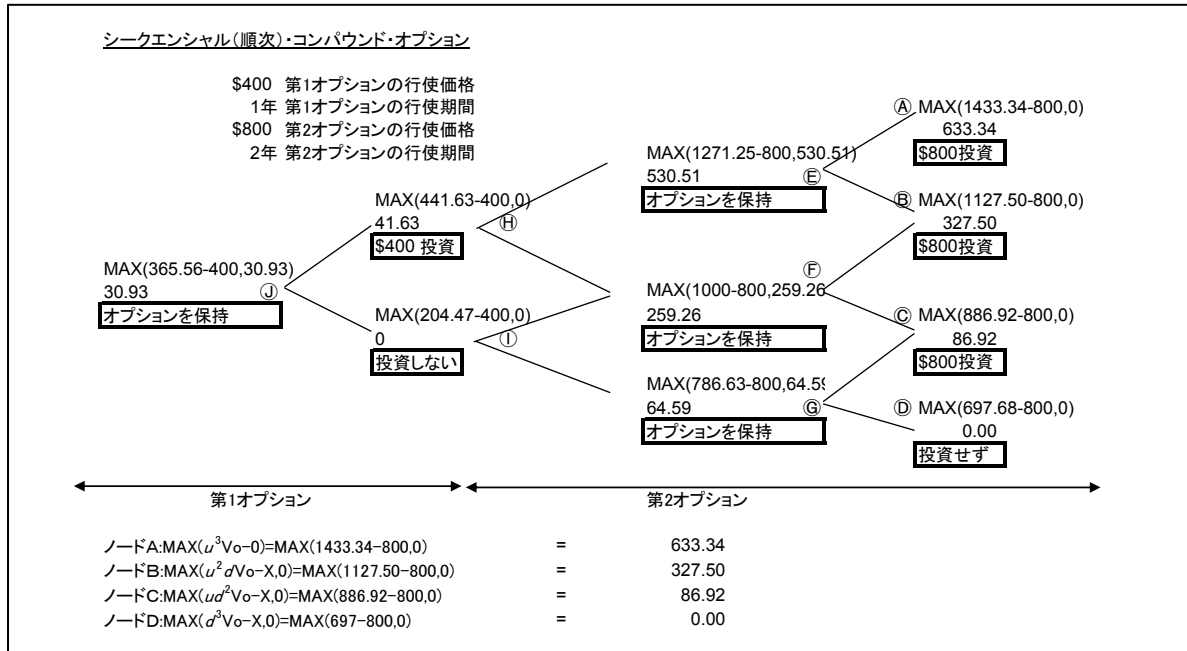 シークエンシャル(順次)・コンパウンド・オプション
$400 第1オプションの行使価格
1年 第1オプションの行使期間
$800 第2オプションの行使価格
2年 第2オプションの行使期間
MAX(365.56-400,30.93)
30.93 Ⓙ
オプションを保持
MAX(441.63-400,0)
41.63 Ⓗ
$400 投資
MAX(204.47-400,0)
0 Ⓘ
投資しない
MAX(1271.25-800,530.51)
530.51 Ⓔ
オプションを保持
Ⓕ
MAX(1000-800,259.26
259.26
オプションを保持
MAX(786.63-800,64.59
64.59 Ⓖ
オプションを保持
Ⓐ MAX(1433.34-800,0)
633.34
$800投資
Ⓑ MAX(1127.50-800,0)
327.50
$800投資
Ⓒ MAX(886.92-800,0)
86.92
$800投資
Ⓓ MAX(697.68-800,0)
0.00
投資せず
第1オプション 第2オプション
ノードA:MAX(u³Vo-0)=MAX(1433.34-800,0) = 633.34
ノードB:MAX(u²dVo-X,0)=MAX(1127.50-800,0) = 327.50
ノードC:MAX(ud²Vo-X,0)=MAX(886.92-800,0) = 86.92
ノードD:MAX(d³Vo-X,0)=MAX(697-800,0) = 0.00